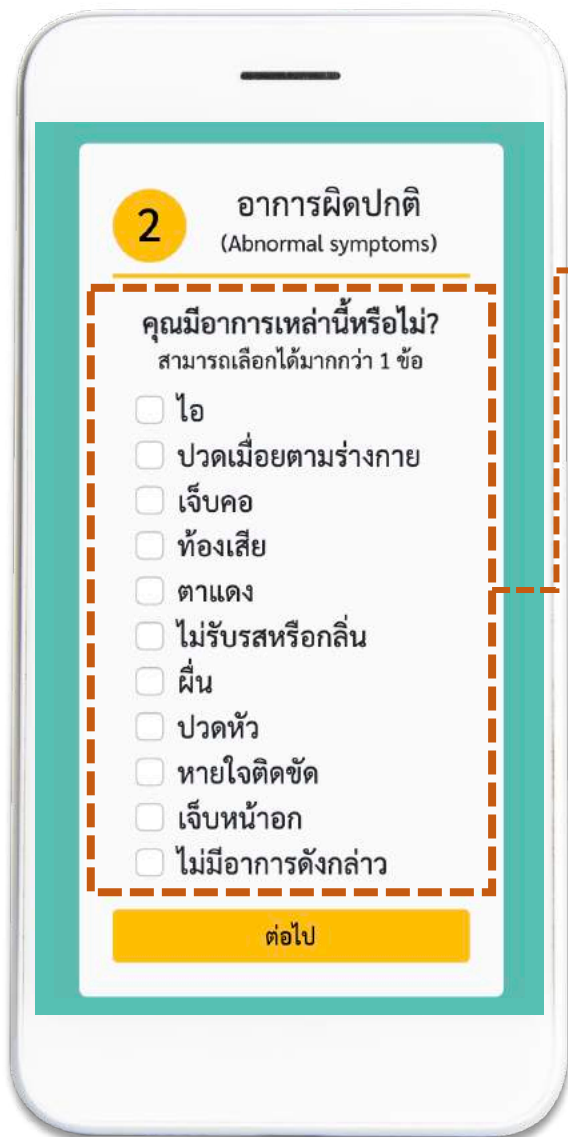 2
อาการผิดปกติ
(Abnormal symptoms)
คุณมีอาการเหล่านี้หรือไม่?
สามารถเลือกได้มากกว่า 1 ข้อ
ไอ
ปวดเมื่อยตามร่างกาย
เจ็บคอ
ท้องเสีย
ตาแดง
ไม่รับรสหรือกลิ่น
ผื่น
ปวดหัว
หายใจติดขัด
เจ็บหน้าอก
ไม่มีอาการดังกล่าว
ต่อไป